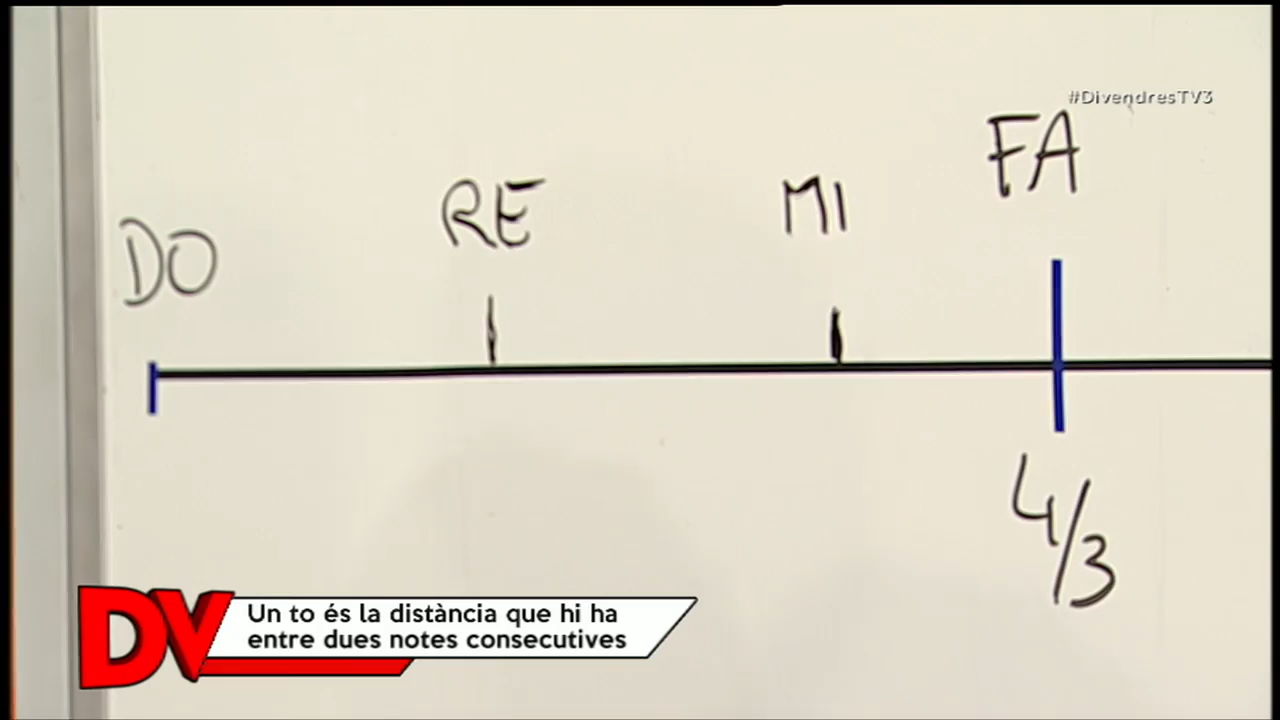 #DivendresTV3
DO RE MI FA
4/3
DV
Un to és la distància que hi ha
entre dues notes consecutives